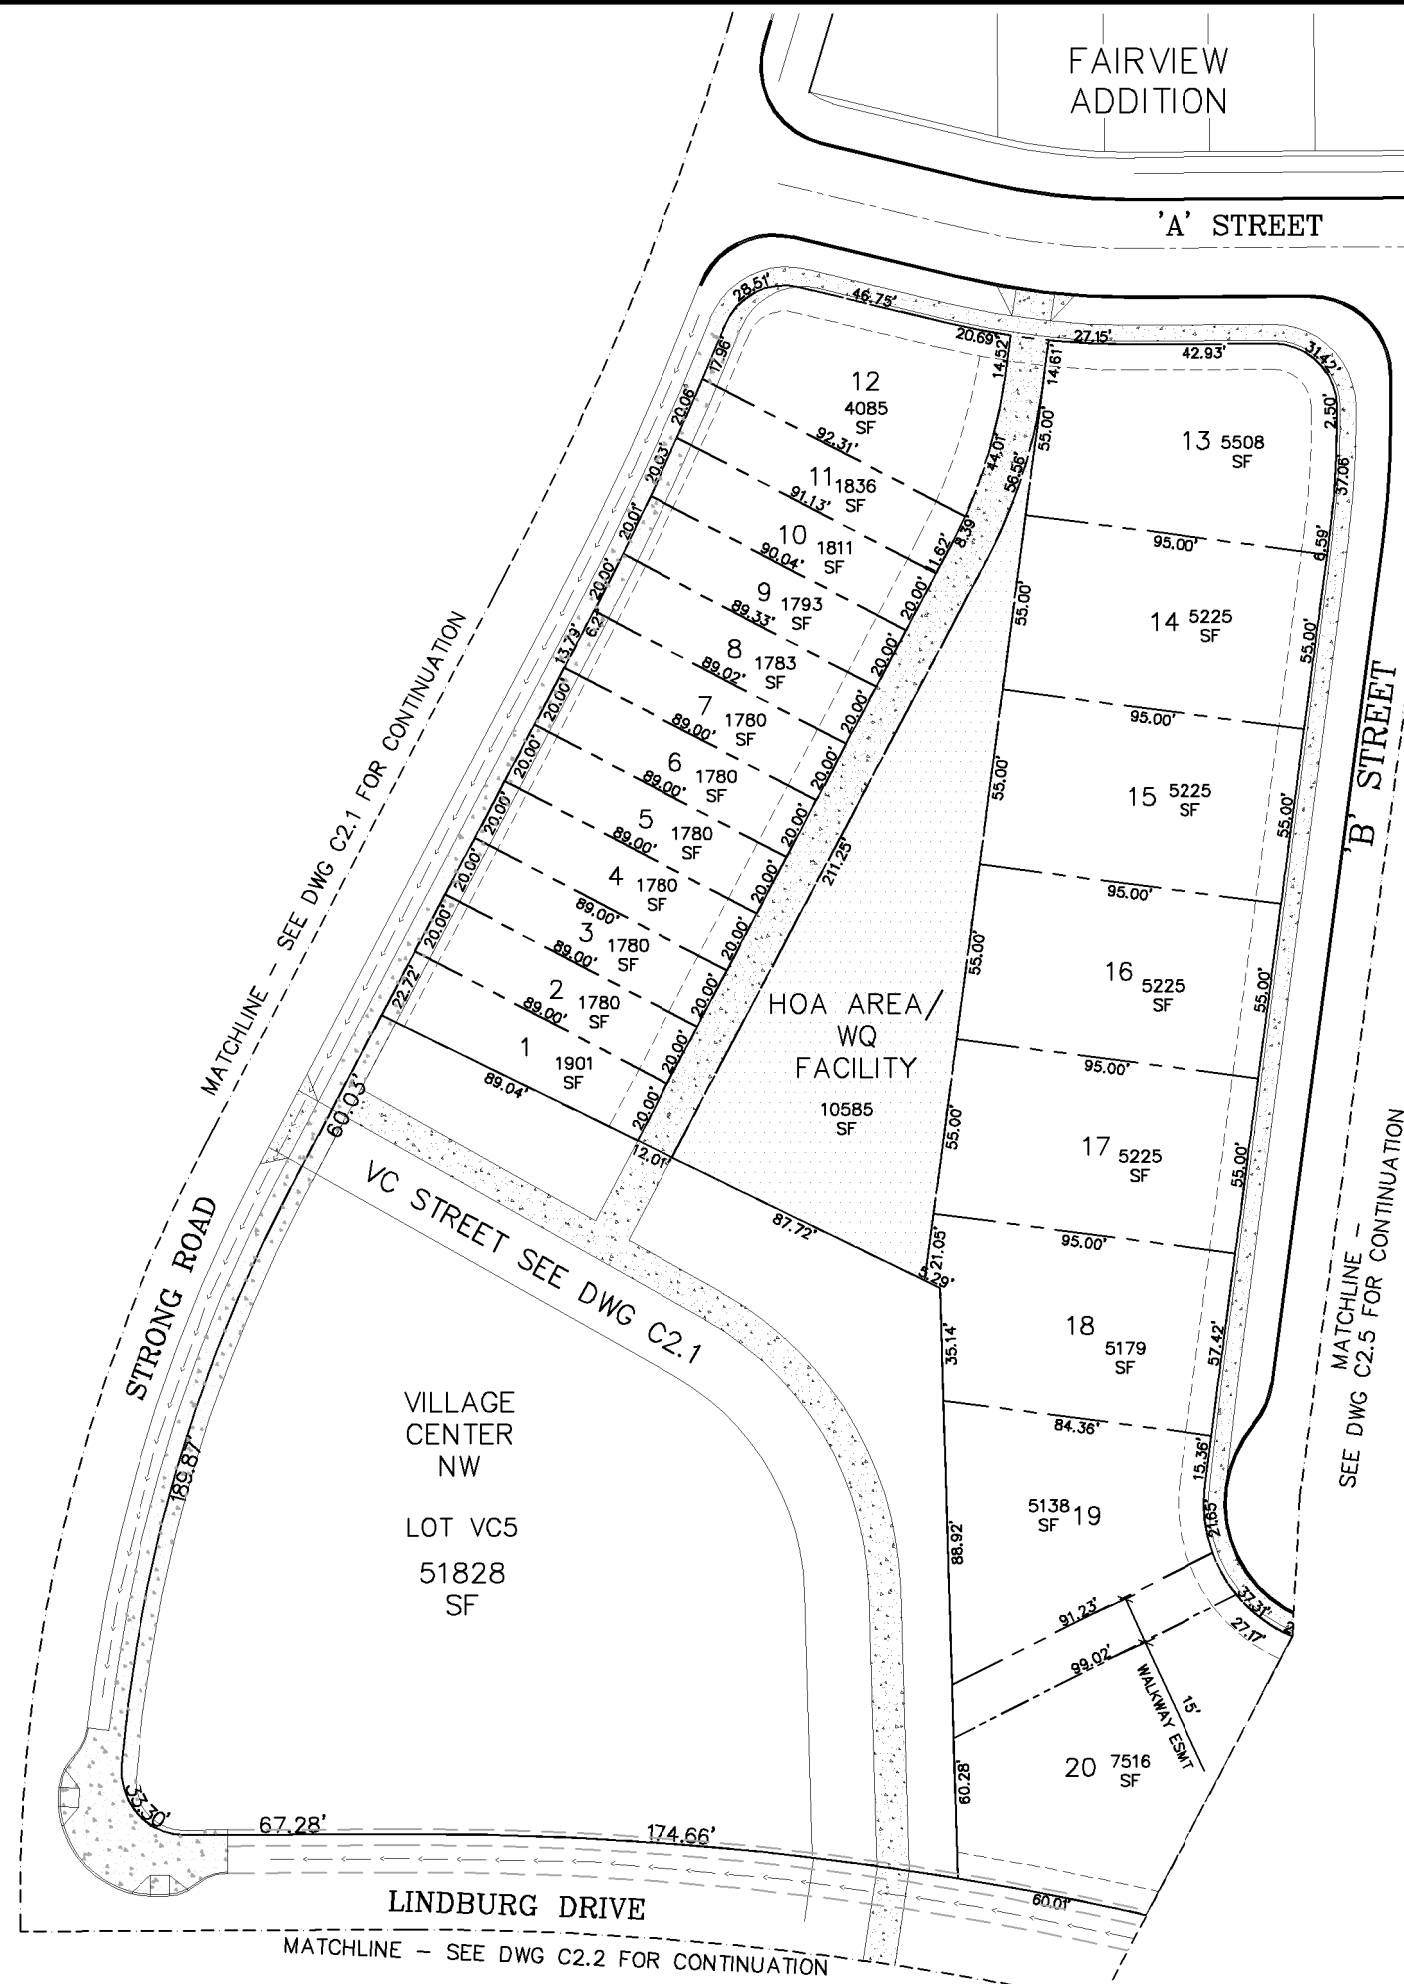 FAIRVIEW
ADDITION
'A' STREET
28.51'
46.75'
20.69'
14.52'
14.61'
27.15'
42.93'
31.42'
2.50'
37.06'
6.59'
17.96'
12
4085
SF
92.31'
44.01'
56.56'
55.00'
13 5508
SF
95.00'
20.06'
11 1836
SF
91.13'
8.39'
11.62'
20.03'
10 1811
SF
90.04'
20.00'
20.01'
9 1793
SF
89.33'
20.00'
20.00'
8 1783
SF
89.02'
20.00'
13.79'
7 1780
SF
89.00'
20.00'
20.00'
6 1780
SF
89.00'
20.00'
20.00'
5 1780
SF
89.00'
20.00'
20.00'
4 1780
SF
89.00'
20.00'
20.00'
3 1780
SF
89.00'
20.00'
20.00'
2 1780
SF
89.00'
20.00'
22.72'
1 1901
SF
89.04'
20.00'
12.01'
211.25'
HOA AREA/
WQ
FACILITY
10585
SF
87.72'
21.05'
55.00'
14 5225
SF
55.00'
95.00'
55.00'
15 5225
SF
55.00'
95.00'
55.00'
16 5225
SF
55.00'
95.00'
55.00'
17 5225
SF
55.00'
95.00'
18
5179
SF
57.42'
35.14'
84.36'
15.36'
5138
SF 19
21.65'
88.92'
91.23'
99.02'
37.31'
27.17'
15'
WALKWAY ESMT
20 7516
SF
60.28'
60.01'
'B' STREET
MATCHLINE -
SEE DWG C2.5 FOR CONTINUATION
MATCHLINE - SEE DWG C2.1 FOR CONTINUATION
STRONG ROAD
60.03'
VC STREET SEE DWG C2.1
189.87'
VILLAGE
CENTER
NW
LOT VC5
51828
SF
33.30'
67.28'
174.66'
LINDBURG DRIVE
MATCHLINE - SEE DWG C2.2 FOR CONTINUATION